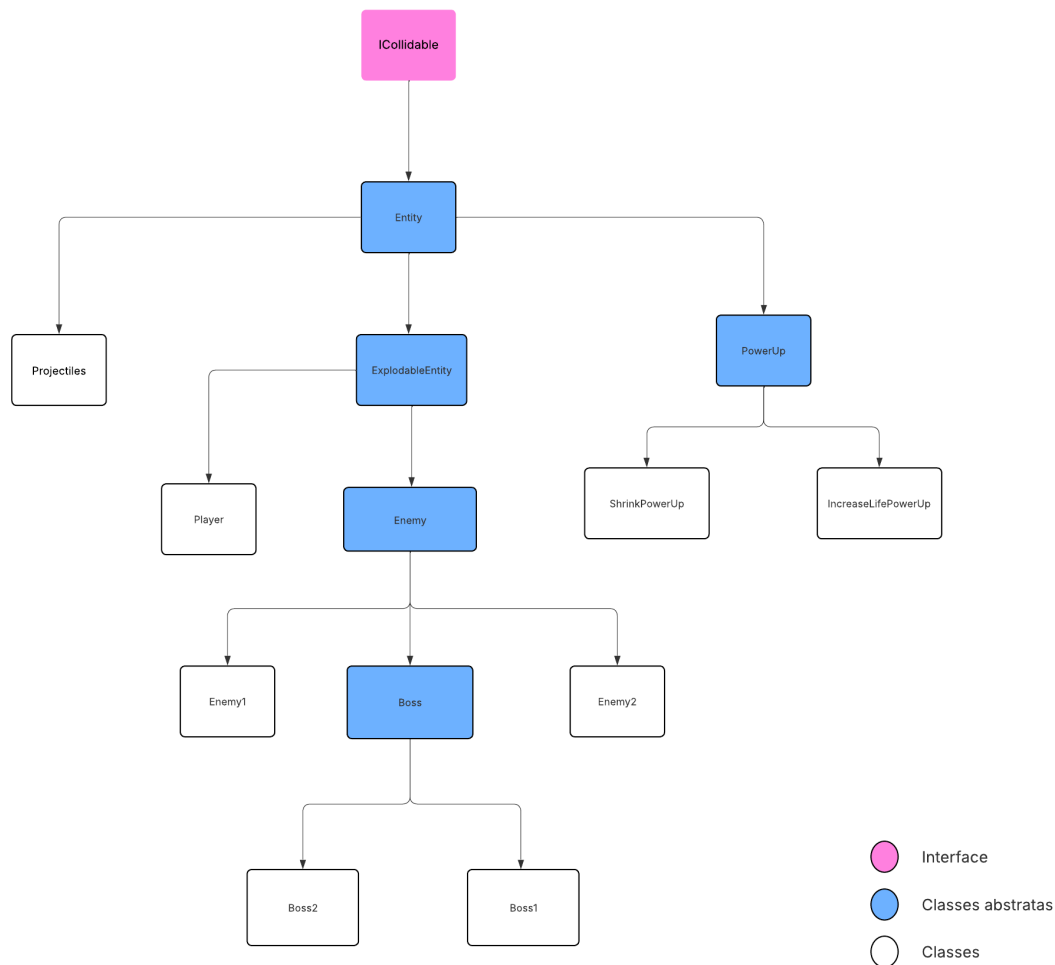 ICollidable
Entity
Projectiles
ExplodableEntity
PowerUp
Player
Enemy
ShrinkPowerUp
IncreaseLifePowerUp
Enemy1
Boss
Enemy2
Boss2
Boss1
Interface
Classes abstratas
Classes